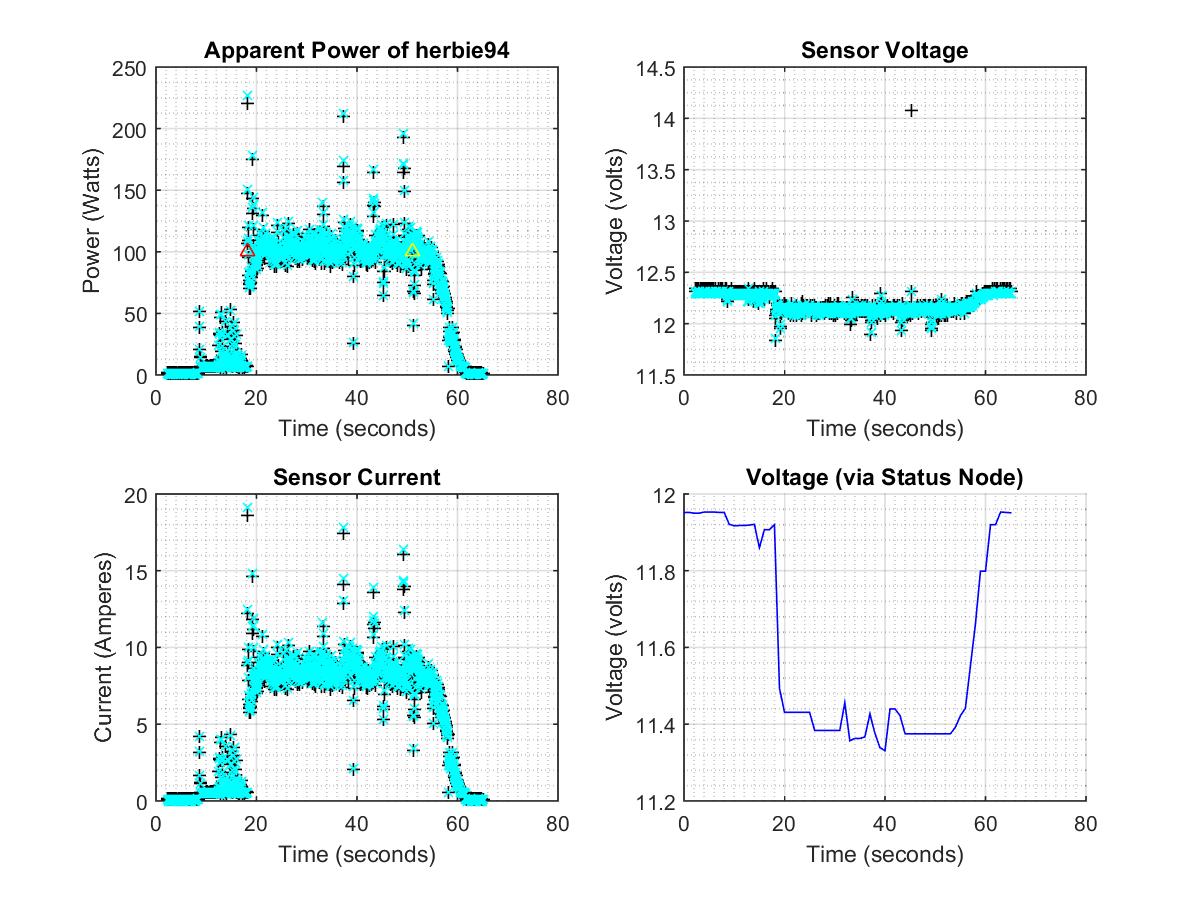 Apparent Power of herbie94
250
200
150
100
50
0
Power (Watts)
0 20 40 60 80
Time (seconds)
Sensor Voltage
14.5
14
13.5
13
12.5
12
11.5
Voltage (volts)
0 20 40 60 80
Time (seconds)
Sensor Current
20
15
10
5
0
Current (Amperes)
0 20 40 60 80
Time (seconds)
Voltage (via Status Node)
12
11.8
11.6
11.4
11.2
Voltage (volts)
0 20 40 60 80
Time (seconds)